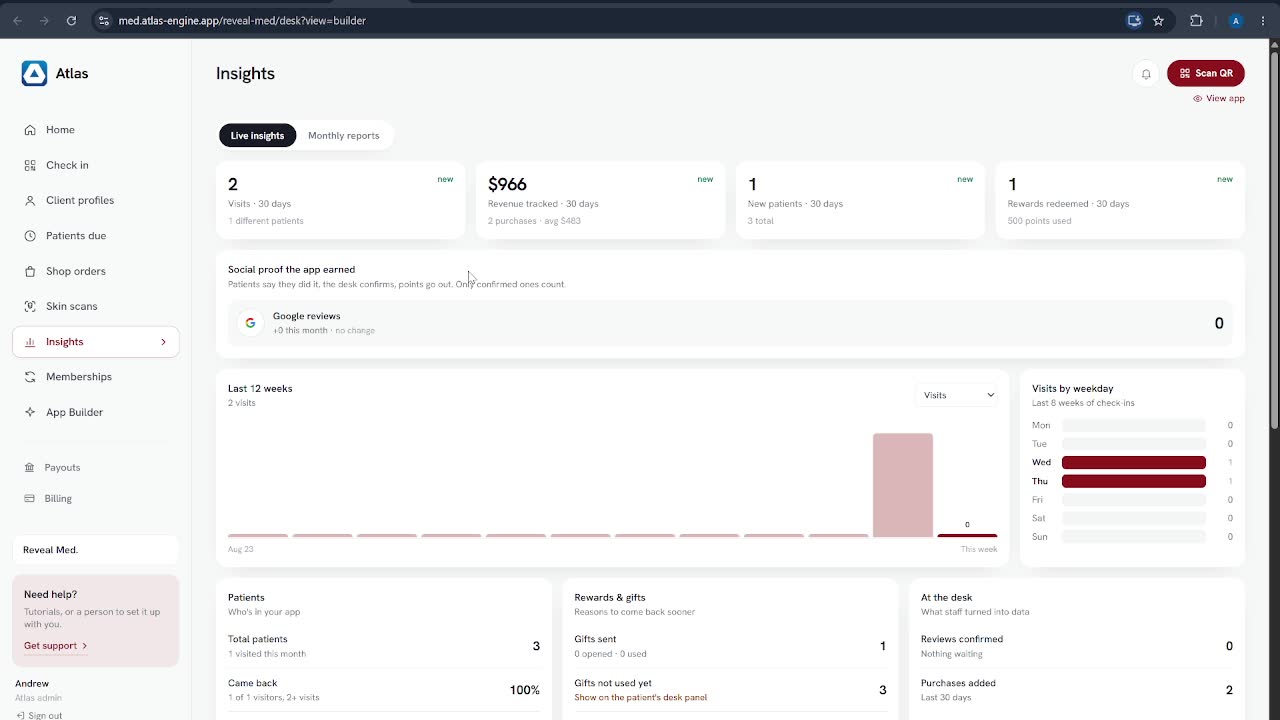 med.atlas-engine.app/reveal-med/desk?view=builder
A
Atlas
Home
Check in
Client profiles
Patients due
Shop orders
Skin scans
Insights
Memberships
App Builder
Payouts
Billing
Reveal Med.
Need help?
Tutorials, or a person to set it up
with you.
Get support
Andrew
Atlas admin
Sign out
Insights
Scan QR
View app
Live insights
Monthly reports
2
new
Visits · 30 days
1 different patients
$966
new
Revenue tracked · 30 days
2 purchases · avg $483
1
new
New patients · 30 days
3 total
1
new
Rewards redeemed · 30 days
500 points used
Social proof the app earned
Patients say they did it, the desk confirms, points go out. Only confirmed ones count.
Google reviews
+0 this month · no change
0
Last 12 weeks
2 visits
Visits
0
Aug 23
This week
Visits by weekday
Last 8 weeks of check-ins
Mon 0
Tue 0
Wed 1
Thu 1
Fri 0
Sat 0
Sun 0
Patients
Who's in your app
Total patients
1 visited this month
3
Came back
1 of 1 visitors, 2+ visits
100%
Rewards & gifts
Reasons to come back sooner
Gifts sent
0 opened · 0 used
1
Gifts not used yet
Show on the patient's desk panel
3
At the desk
What staff turned into data
Reviews confirmed
Nothing waiting
0
Purchases added
Last 30 days
2